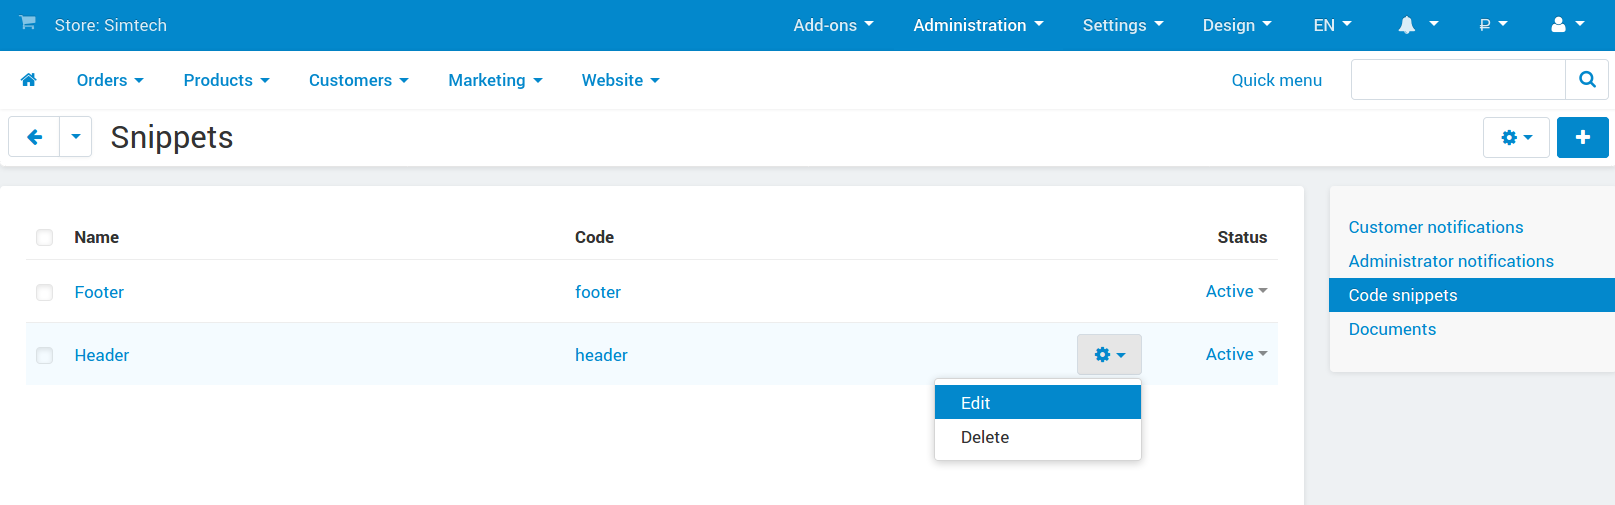 Store: Simtech Add-ons Administration Settings Design EN ₽
Orders Products Customers Marketing Website Quick menu
Snippets
Name Code Status
Footer footer Active
Header header Active
Edit
Delete
Customer notifications
Administrator notifications
Code snippets
Documents